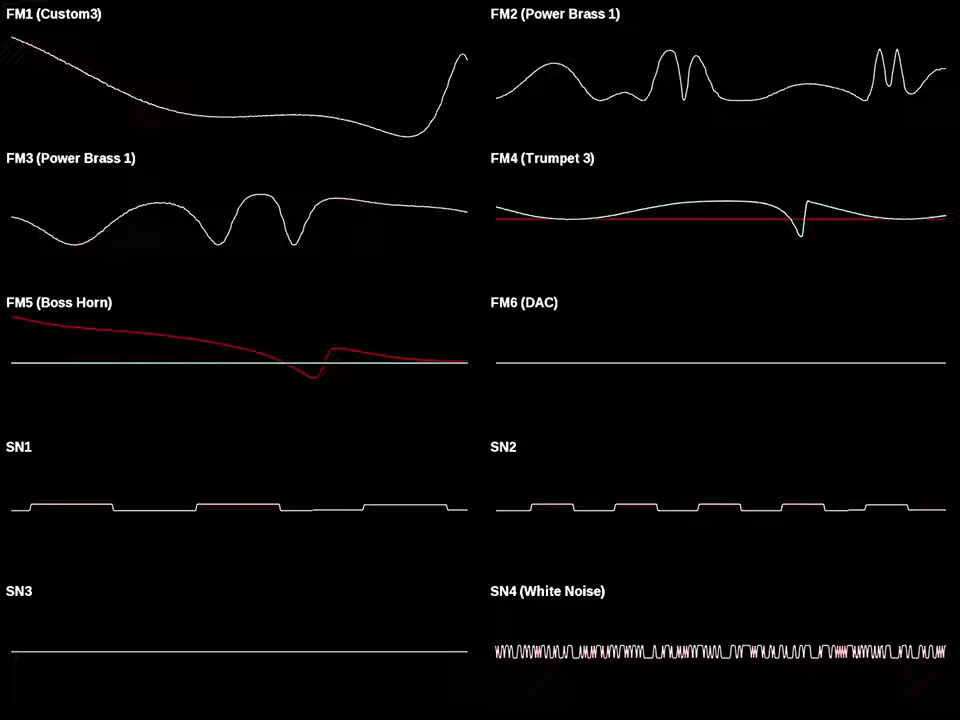 FM1 (Custom3)
FM2 (Power Brass 1)
FM3 (Power Brass 1)
FM4 (Trumpet 3)
FM5 (Boss Horn)
FM6 (DAC)
SN1
SN2
SN3
SN4 (White Noise)